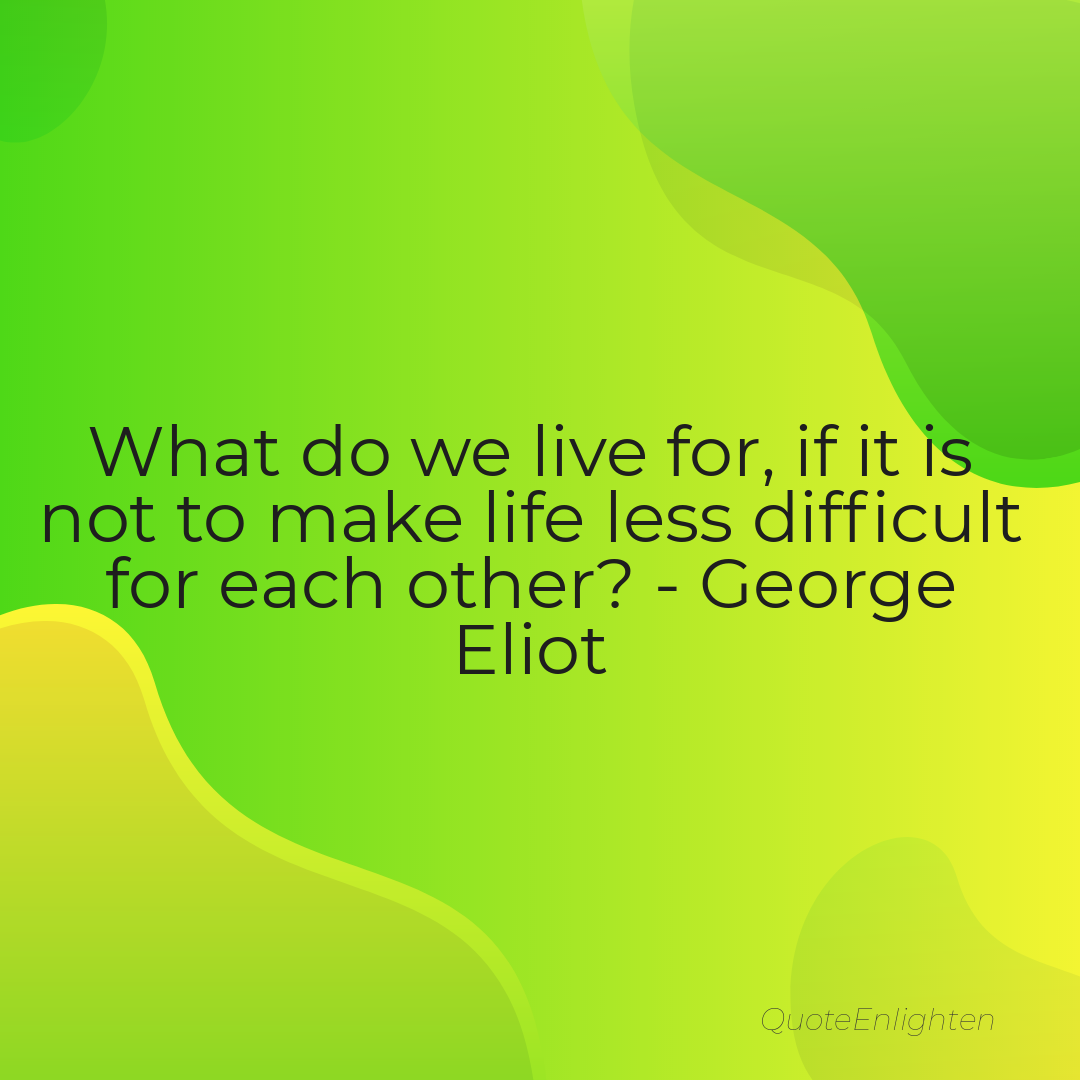 What do we live for, if it is
not to make life less difficult
for each other? - George
Eliot
QuoteEnlighten